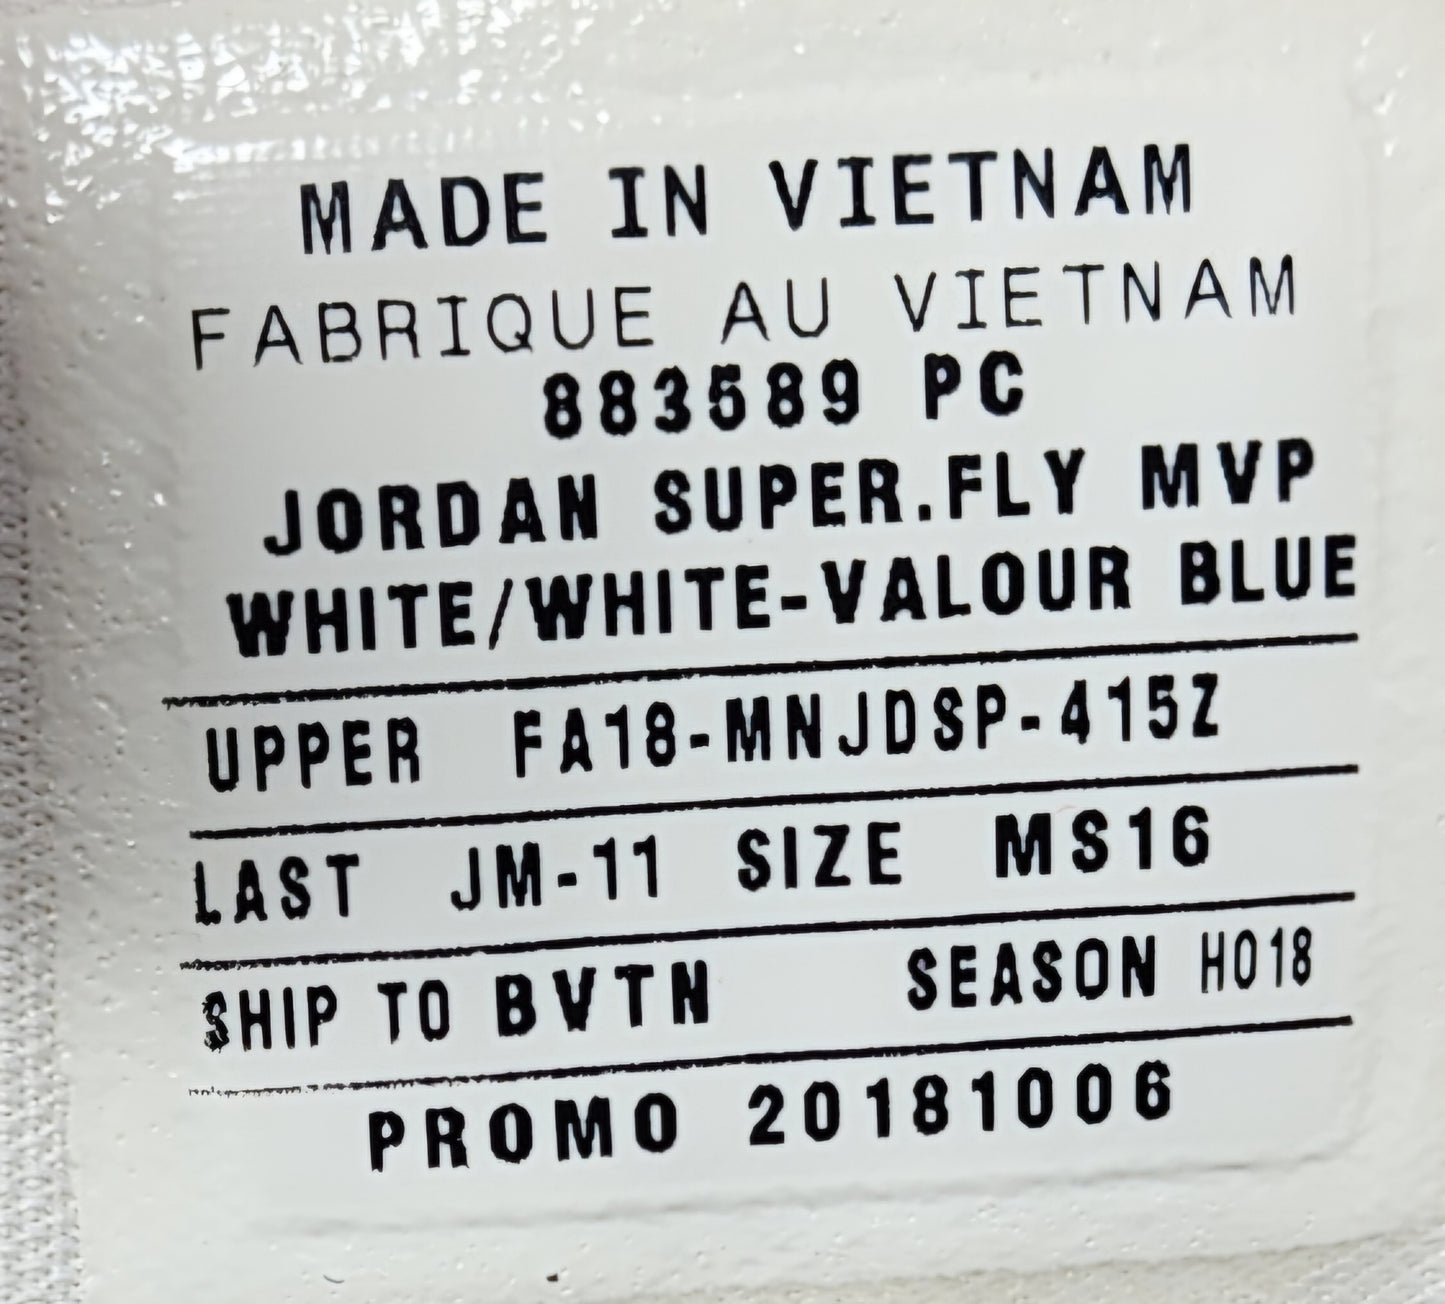 MADE IN VIETNAM
FABRIQUE AU VIETNAM
883589 PC
JORDAN SUPER.FLY MVP
WHITE/WHITE-VALOUR BLUE
UPPER FA18-MNJDSP-415Z
LAST JM-11 SIZE MS16
SHIP TO BVTN SEASON HO18
PROMO 20181006